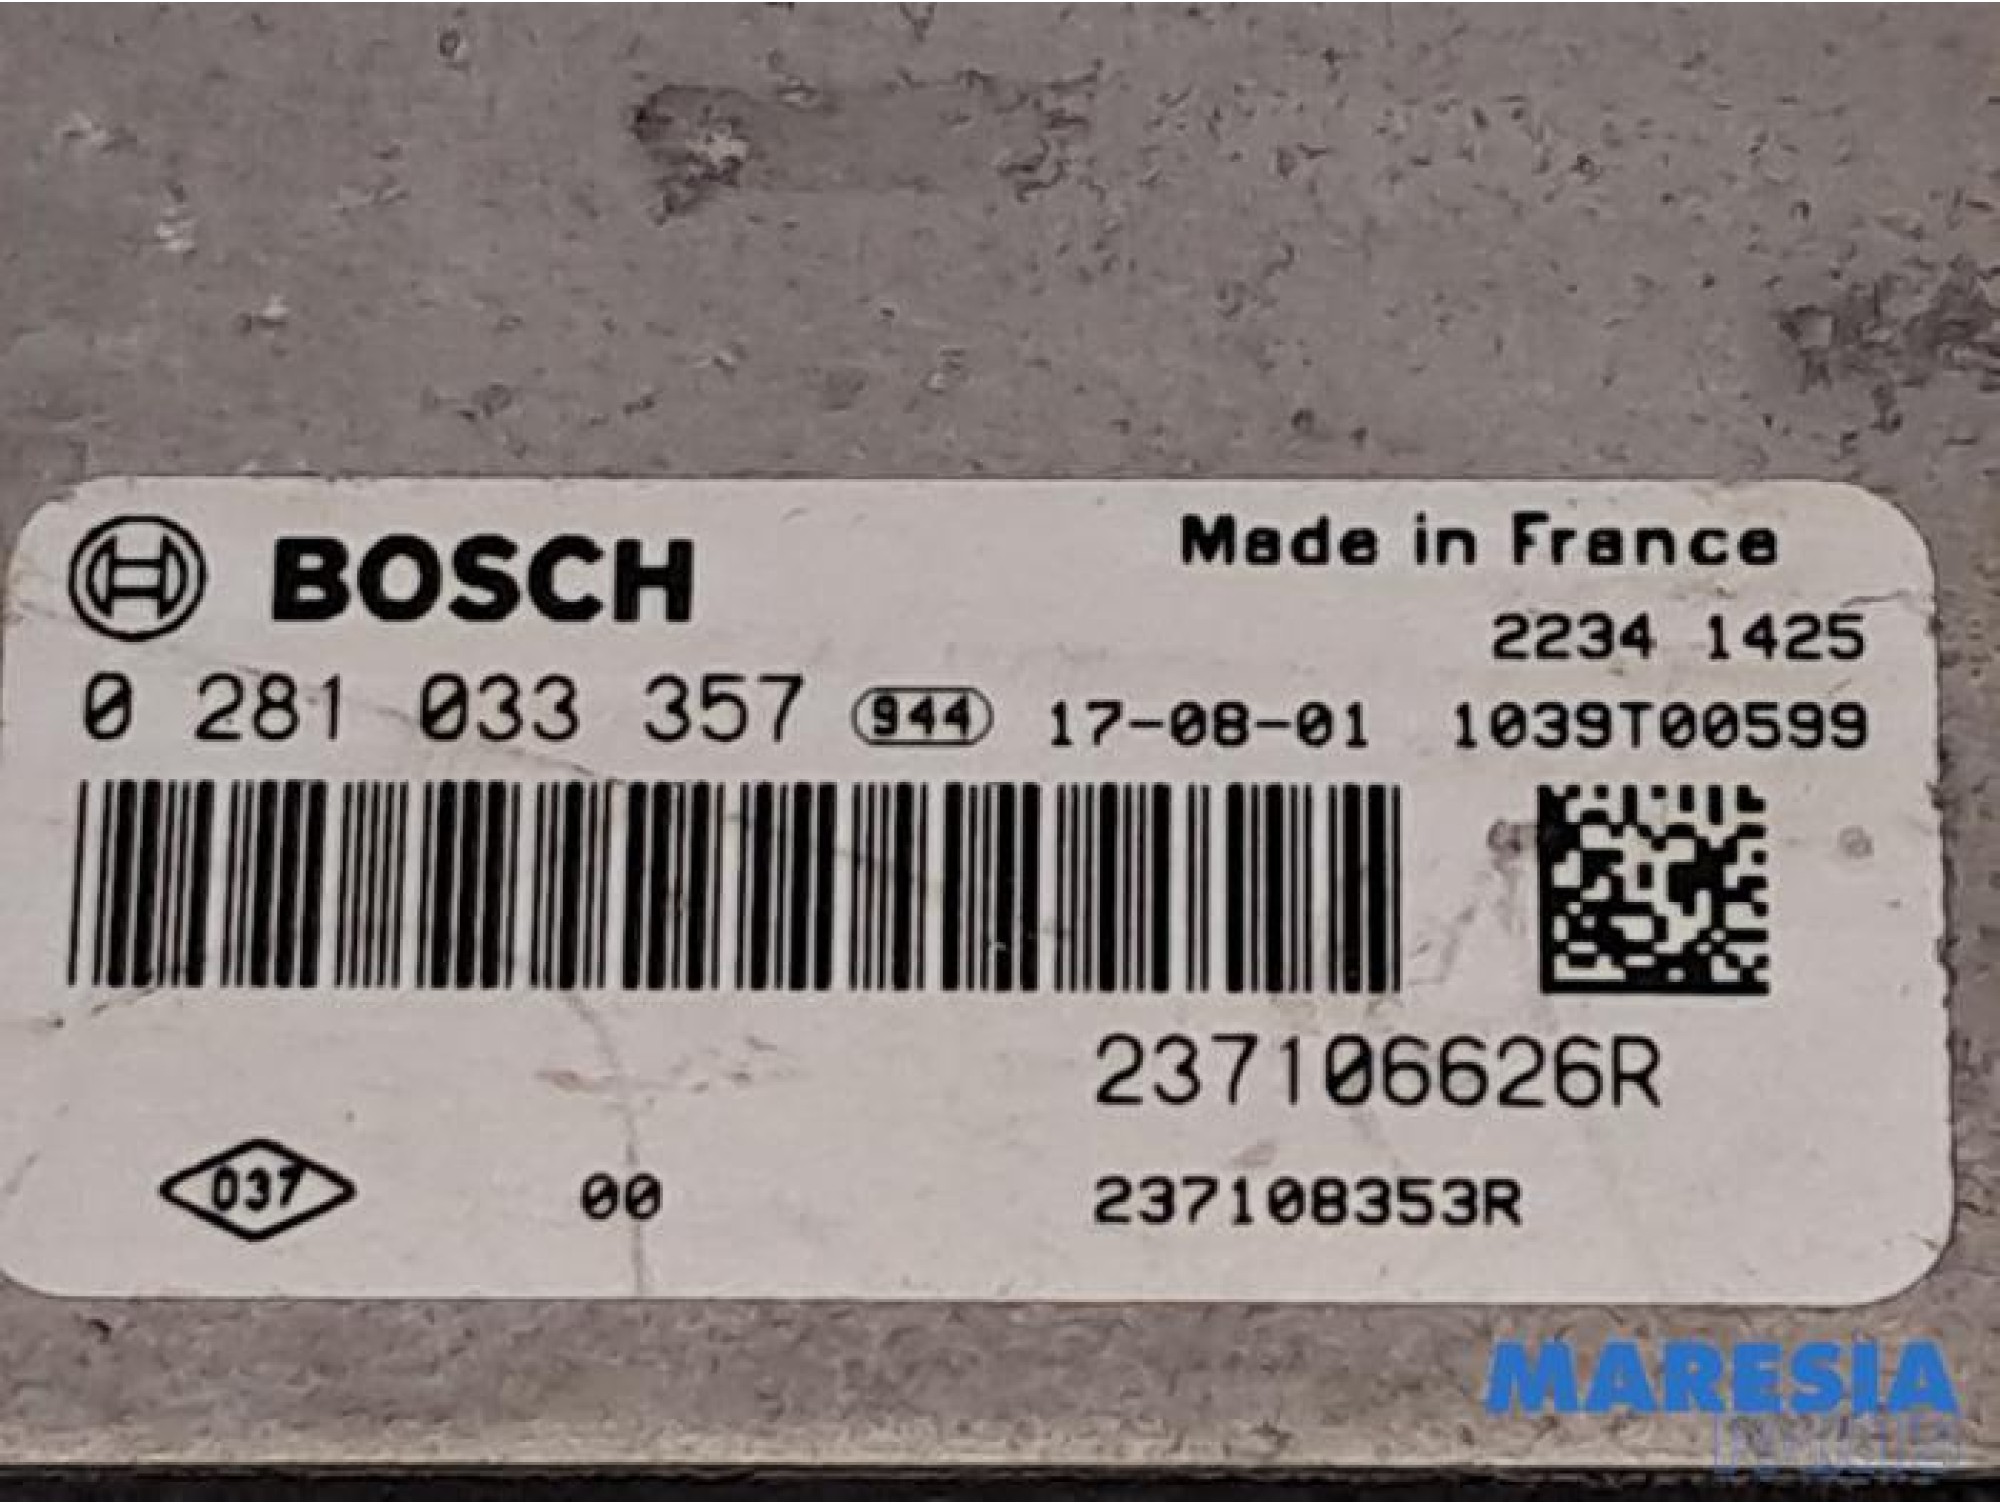 BOSCH
Made in France
2234 1425
0 281 033 357 944 17-08-01 1039T00599
237106626R
037 00 237108353R
MARESIA